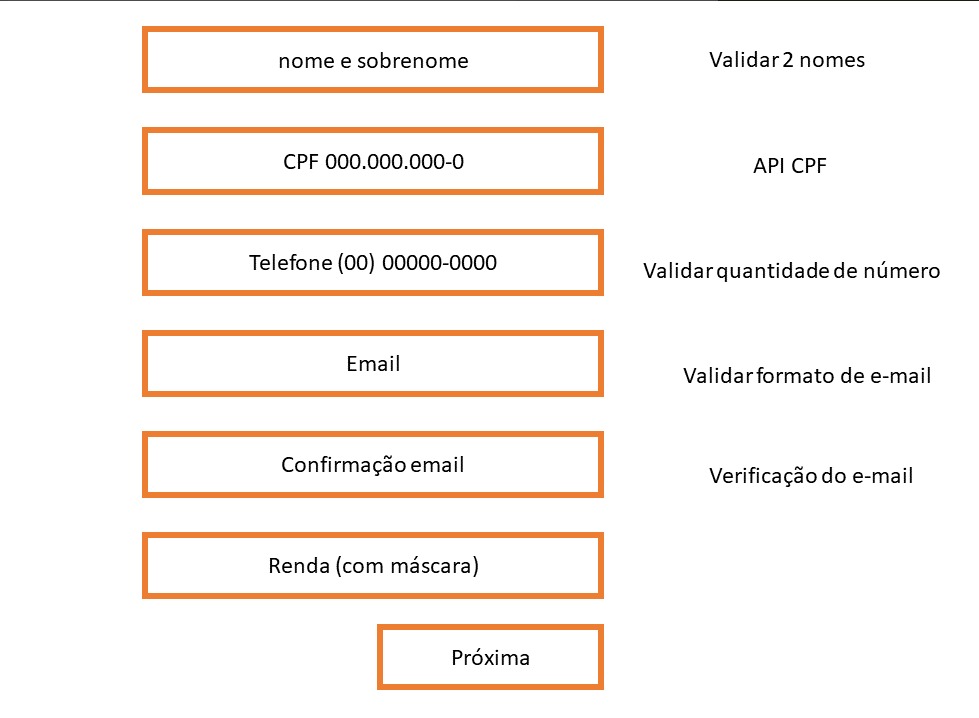 nome e sobrenome
Validar 2 nomes
CPF 000.000.000-0
API CPF
Telefone (00) 00000-0000
Validar quantidade de número
Email
Validar formato de e-mail
Confirmação email
Verificação do e-mail
Renda (com máscara)
Próxima